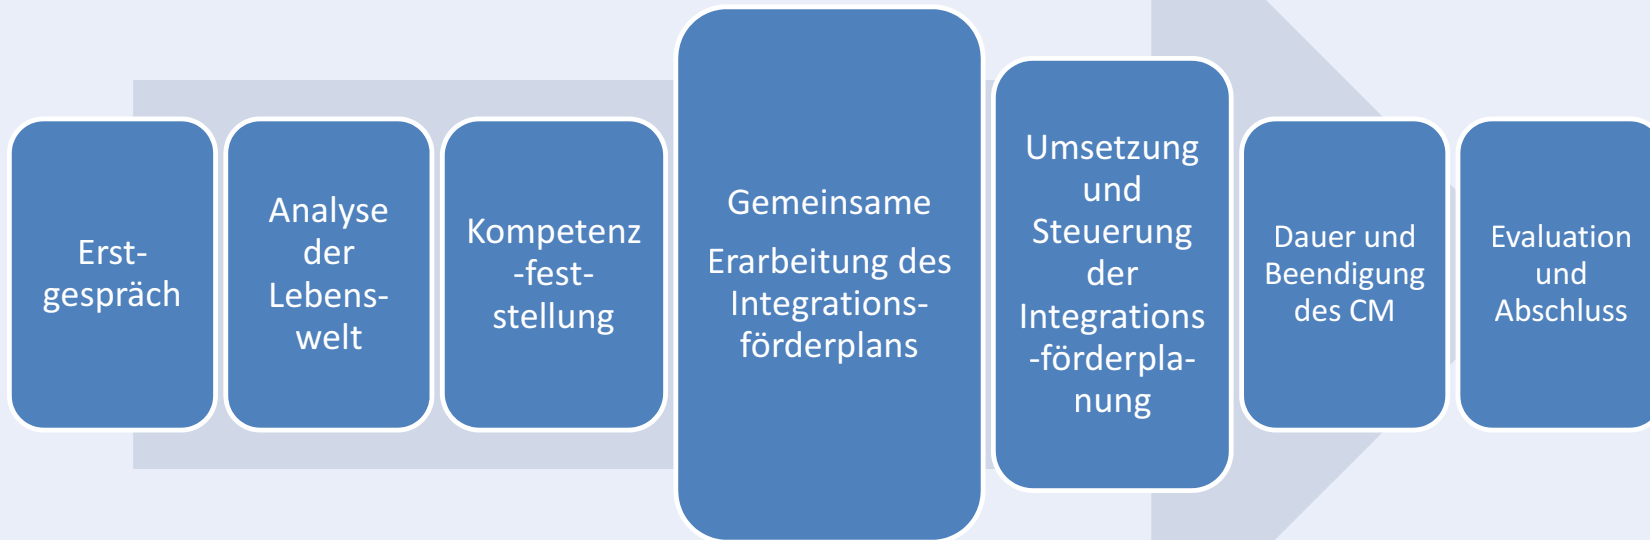 Erst-
gespräch
Analyse
der
Lebens-
welt
Kompetenz
-fest-
stellung
Gemeinsame
Erarbeitung des
Integrations-
förderplans
Umsetzung
und
Steuerung
der
Integrations
-förderpla-
nung
Dauer und
Beendigung
des CM
Evaluation
und
Abschluss